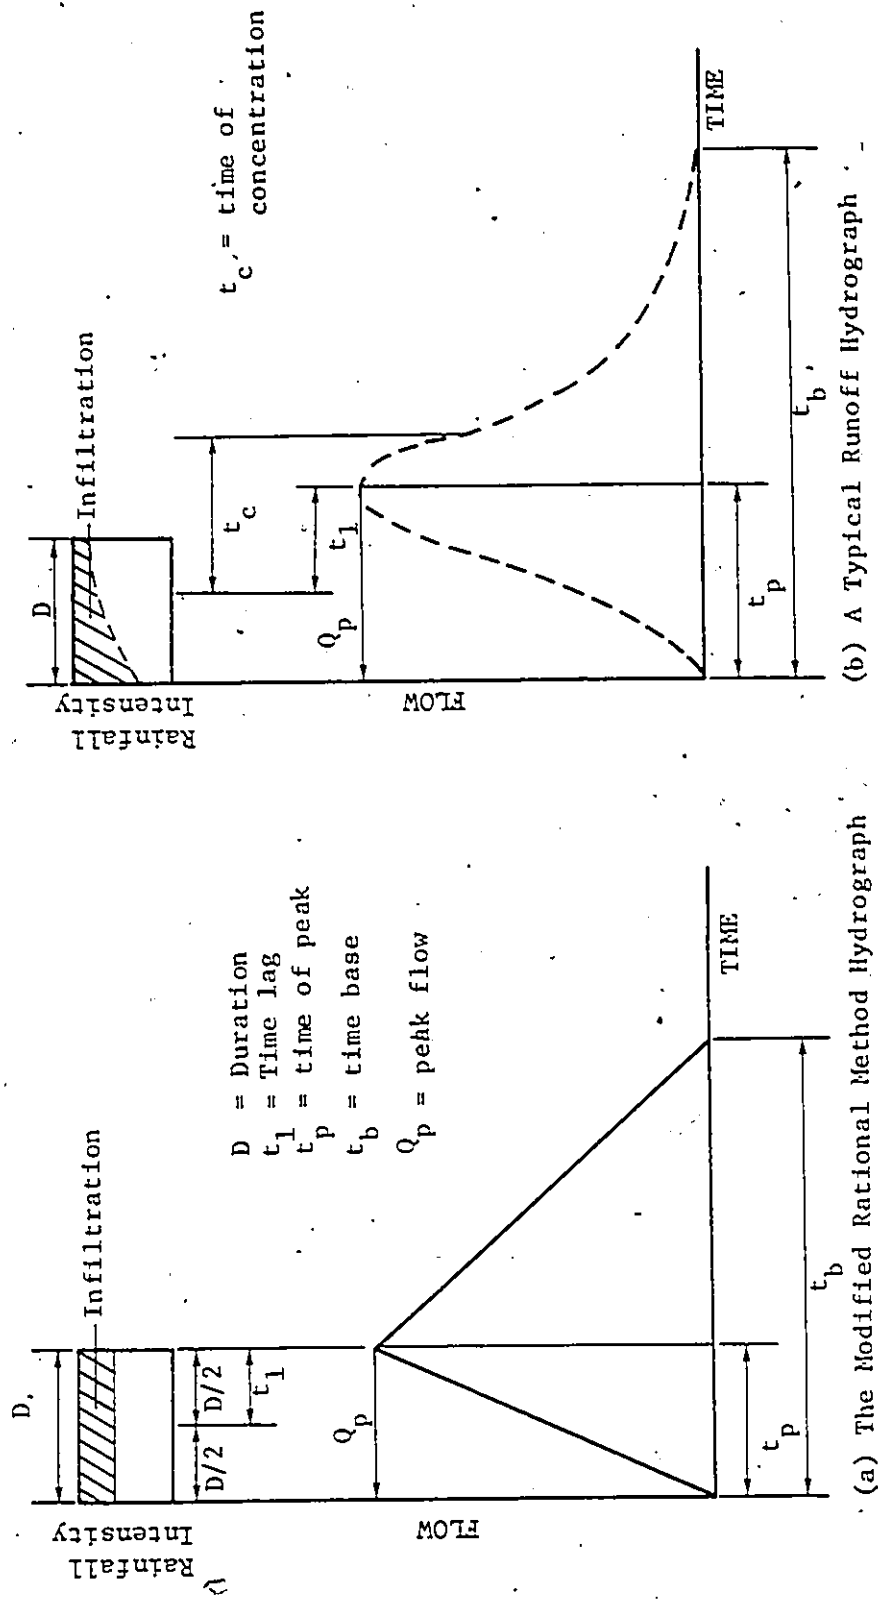 D
Rainfall
Intensity
Infiltration
D/2
D/2
t1
D = Duration
t1 = Time lag
tp = time of peak
tb = time base
Qp = peak flow
Qp
FLOW
TIME
tp
tb
(a) The Modified Rational Method Hydrograph
D
Rainfall
Intensity
Infiltration
tc = time of
concentration
tc
t1
Qp
FLOW
TIME
tp
tb
(b) A Typical Runoff Hydrograph